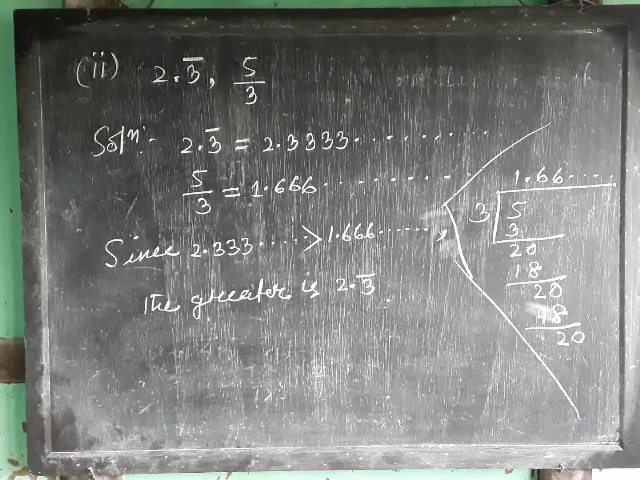 (ii) 2.3̅, 5/3
Solⁿ:- 2.3̅ = 2.3333..........
5/3 = 1.666..........
Since 2.333..... > 1.666......,
The greater is 2.3̅.
1.66....
3 5
3
20
18
20
18
20